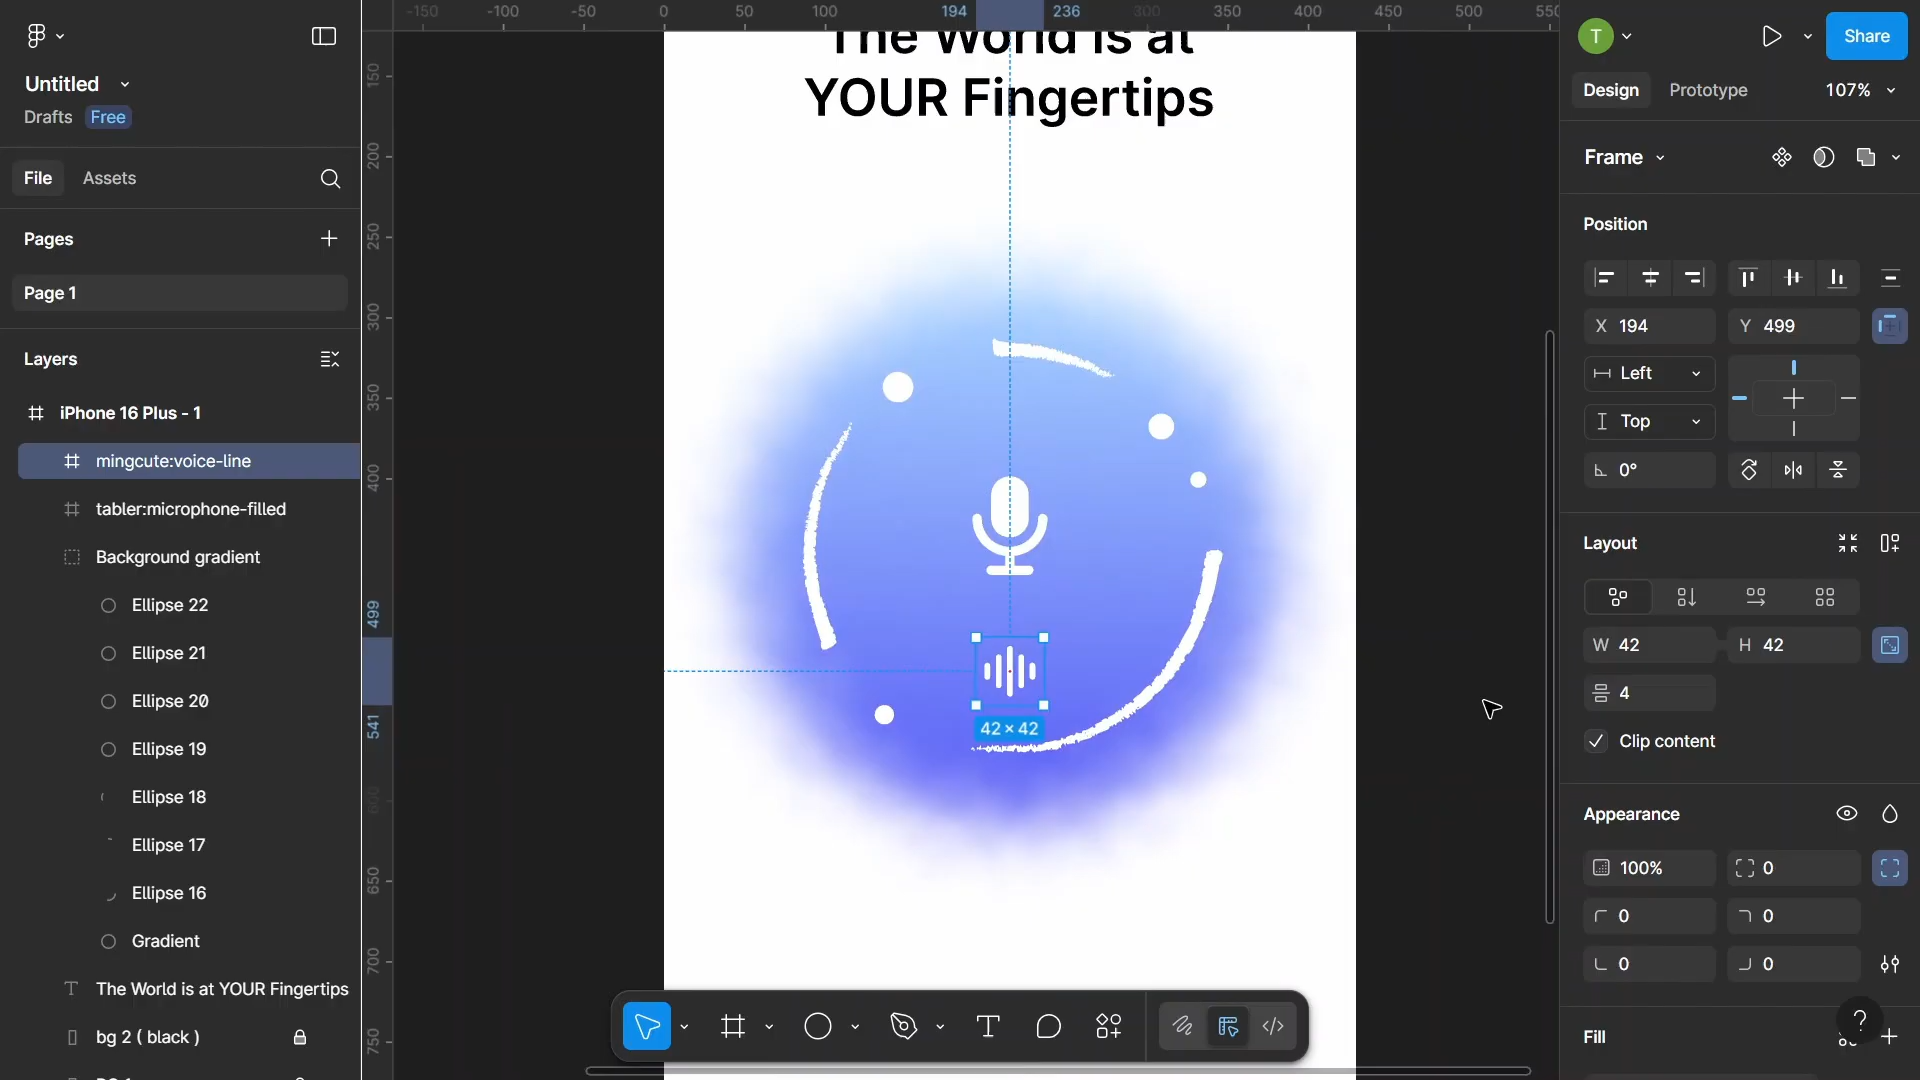 Untitled
Drafts Free
File Assets
Pages
Page 1
Layers
iPhone 16 Plus - 1
mingcute:voice-line
tabler:microphone-filled
Background gradient
Ellipse 22
Ellipse 21
Ellipse 20
Ellipse 19
Ellipse 18
Ellipse 17
Ellipse 16
Gradient
T The World is at YOUR Fingertips
bg 2 ( black )
-150 -100 -50 0 50 100 194 236 300 350 400 450 500 550
150
200
250
300
350
400
499
541
600
650
700
750
The World is at
YOUR Fingertips
42 × 42
T
Share
Design Prototype 107%
Frame
Position
X 194 Y 499
Left
Top
0°
Layout
W 42 H 42
4
Clip content
Appearance
100% 0
0 0
0 0
Fill
?